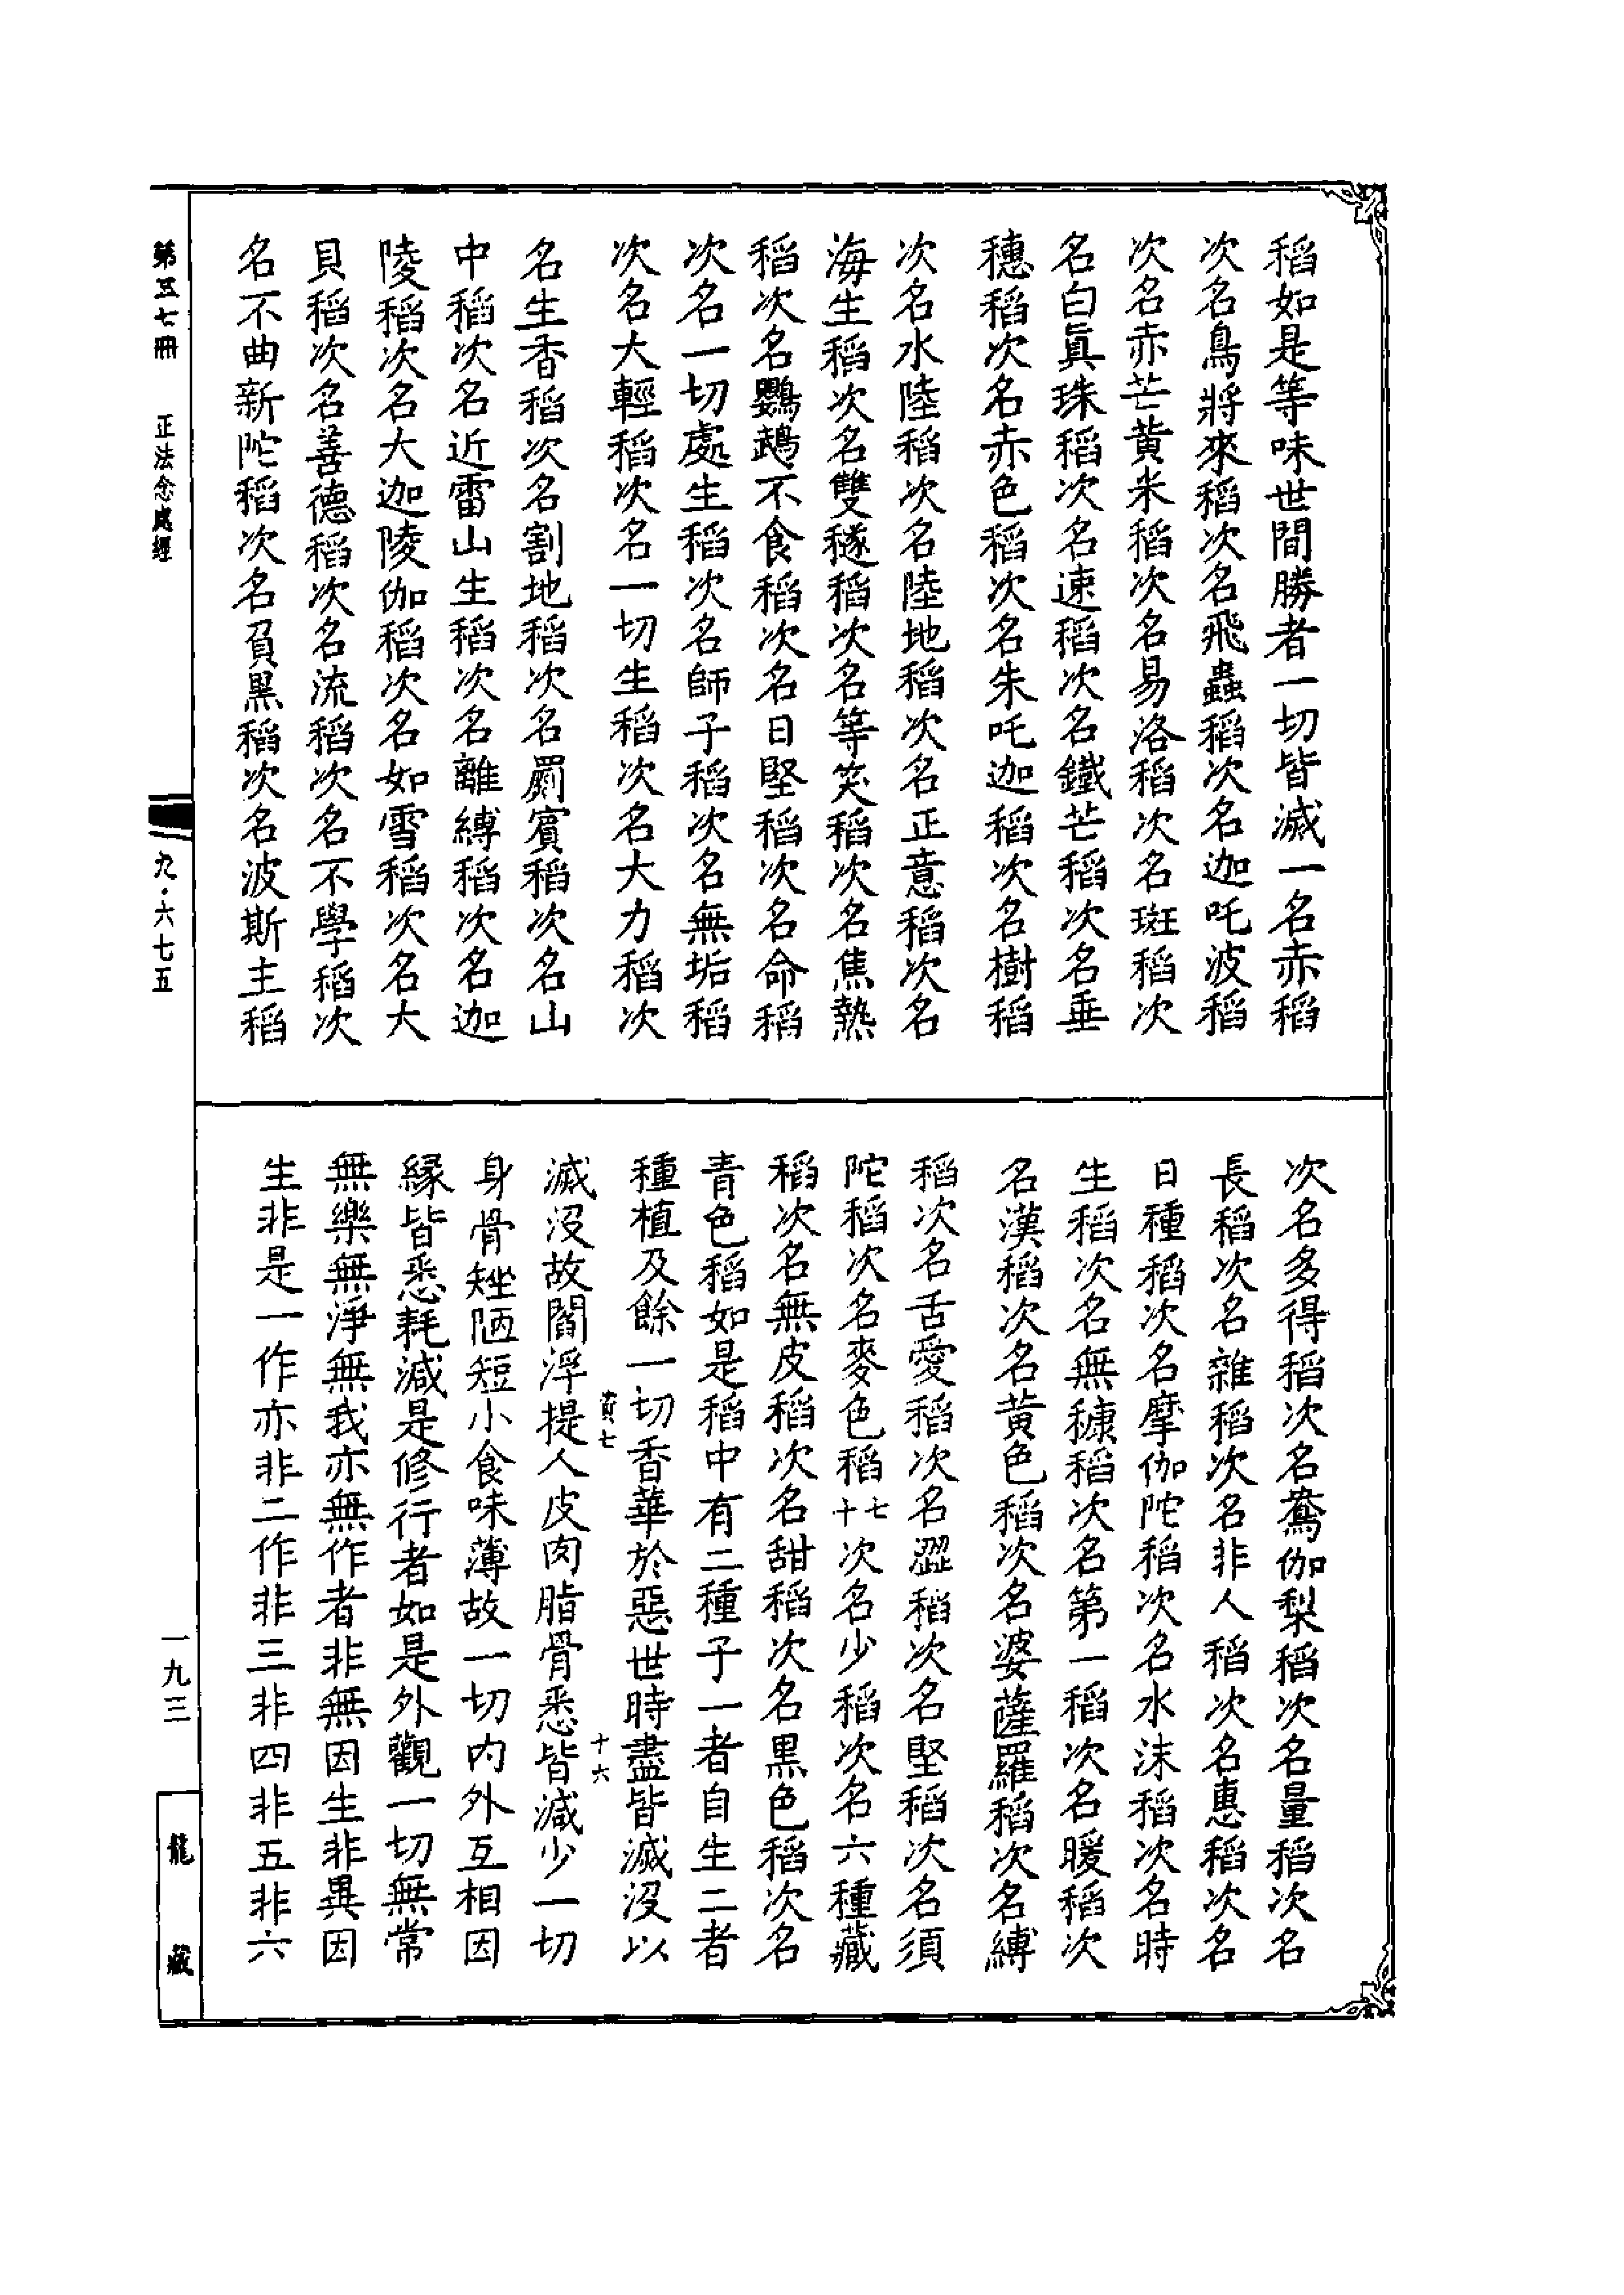 稻如是等味世間勝者一切皆滅一名赤稻
次名鳥將來稻次名飛蟲稻次名迦吒波稻
次名赤芒黃米稻次名易洛稻次名斑稻次
名白眞珠稻次名速稻次名鐵芒稻次名垂
穗稻次名赤色稻次名朱吒迦稻次名樹稻
次名水陸稻次名陸地稻次名正意稻次名
海生稻次名雙穟稻次名等笑稻次名焦熱
稻次名鸚鵡不食稻次名日堅稻次名命稻
次名一切處生稻次名師子稻次名無垢稻
次名大輕稻次名一切生稻次名大力稻次
名生香稻次名割地稻次名罽賓稻次名山
中稻次名近雷山生稻次名離縛稻次名迦
陵稻次名大迦陵伽稻次名如雪稻次名大
貝稻次名善德稻次名流稻次名不學稻次
名不曲新陀稻次名負黑稻次名波斯主稻
次名多得稻次名鴦伽梨稻次名量稻次名
長稻次名雜稻次名非人稻次名惠稻次名
日種稻次名摩伽陀稻次名水沫稻次名時
生稻次名無穅稻次名第一稻次名暖稻次
名漢稻次名黃色稻次名婆薩羅稻次名縛
稻次名舌愛稻次名澀稻次名堅稻次名須
陀稻次名麥色稻七十次名少稻次名六種藏
稻次名無皮稻次名甜稻次名黑色稻次名
青色稻如是稻中有二種子一者自生二者
種植及餘一切香華於惡世時盡皆滅沒以
滅沒故閻浮提人皮肉脂骨悉皆減少一切
身骨矬陋短小食味薄故一切內外互相因
緣皆悉耗減是修行者如是外觀一切無常
無樂無淨無我亦無作者非無因生非異因
生非是一作亦非二作非三非四非五非六
七
十六
第五七冊 正法念處經
九·六七五
一九三
龍藏